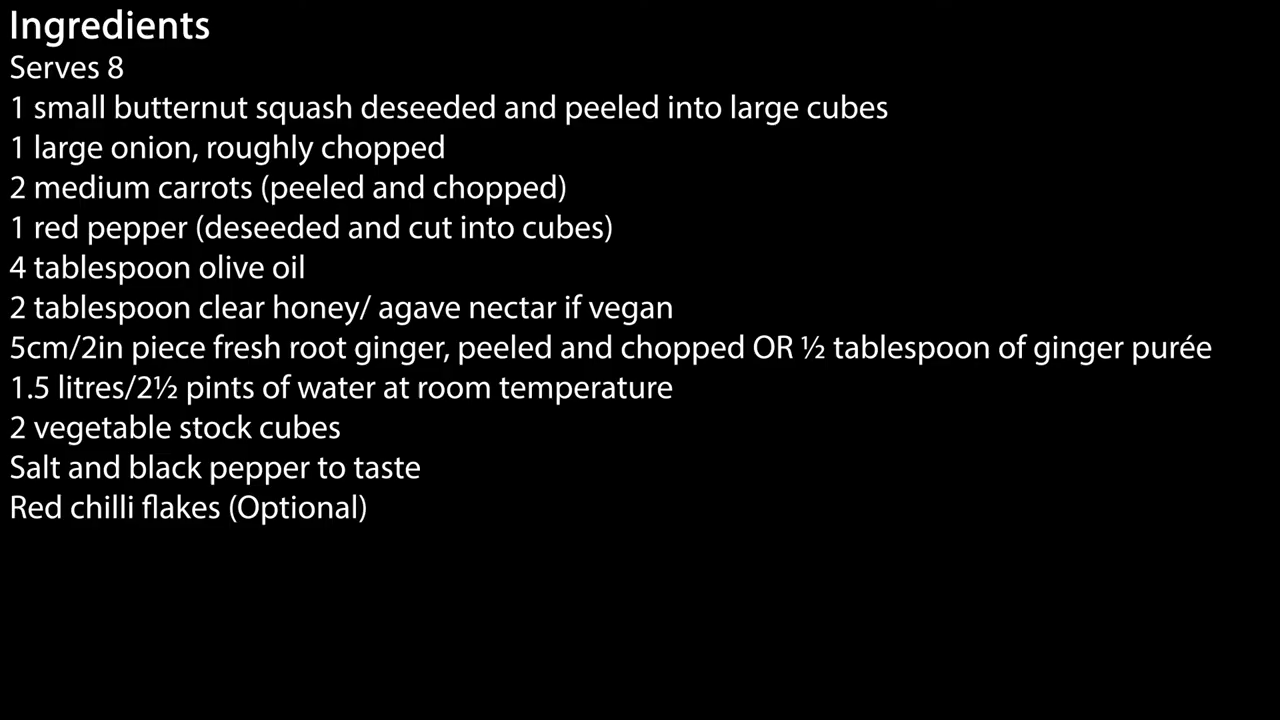 Ingredients
Serves 8
1 small butternut squash deseeded and peeled into large cubes
1 large onion, roughly chopped
2 medium carrots (peeled and chopped)
1 red pepper (deseeded and cut into cubes)
4 tablespoon olive oil
2 tablespoon clear honey/ agave nectar if vegan
5cm/2in piece fresh root ginger, peeled and chopped OR ½ tablespoon of ginger purée
1.5 litres/2½ pints of water at room temperature
2 vegetable stock cubes
Salt and black pepper to taste
Red chilli flakes (Optional)